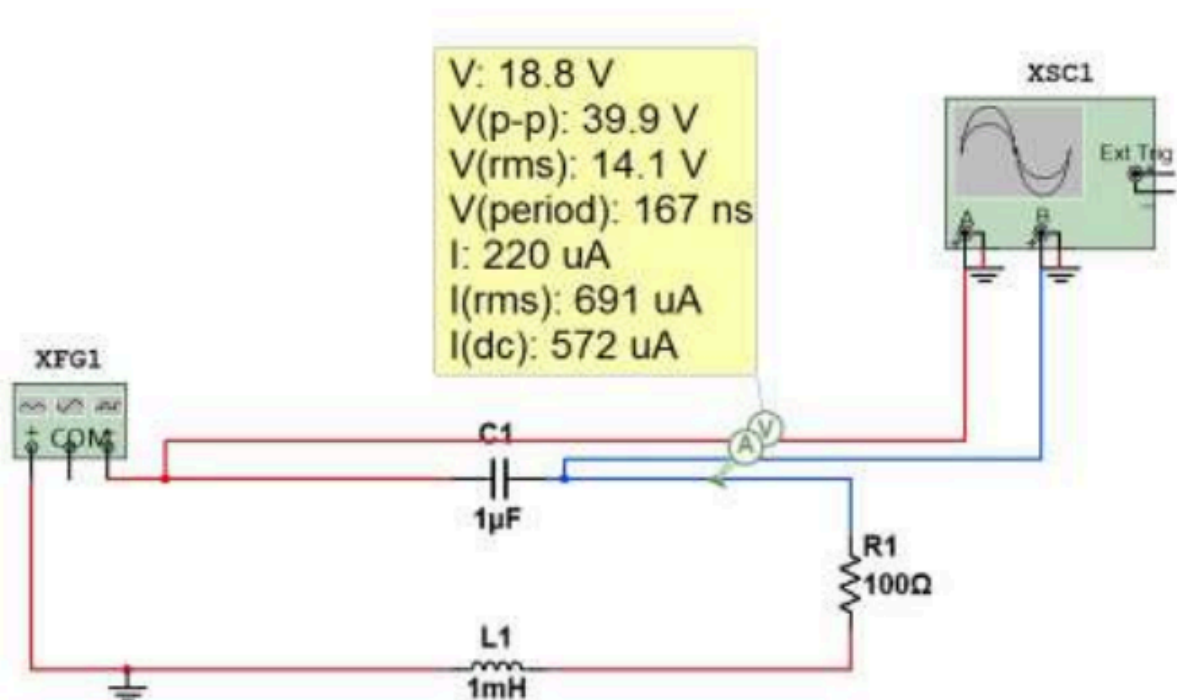 V: 18.8 V
V(p-p): 39.9 V
V(rms): 14.1 V
V(period): 167 ns
I: 220 uA
I(rms): 691 uA
I(dc): 572 uA
XSC1
Ext Trig
+
-
A
B
+
+
XFG1
+
COM
C1
1µF
V
A
R1
100Ω
L1
1mH